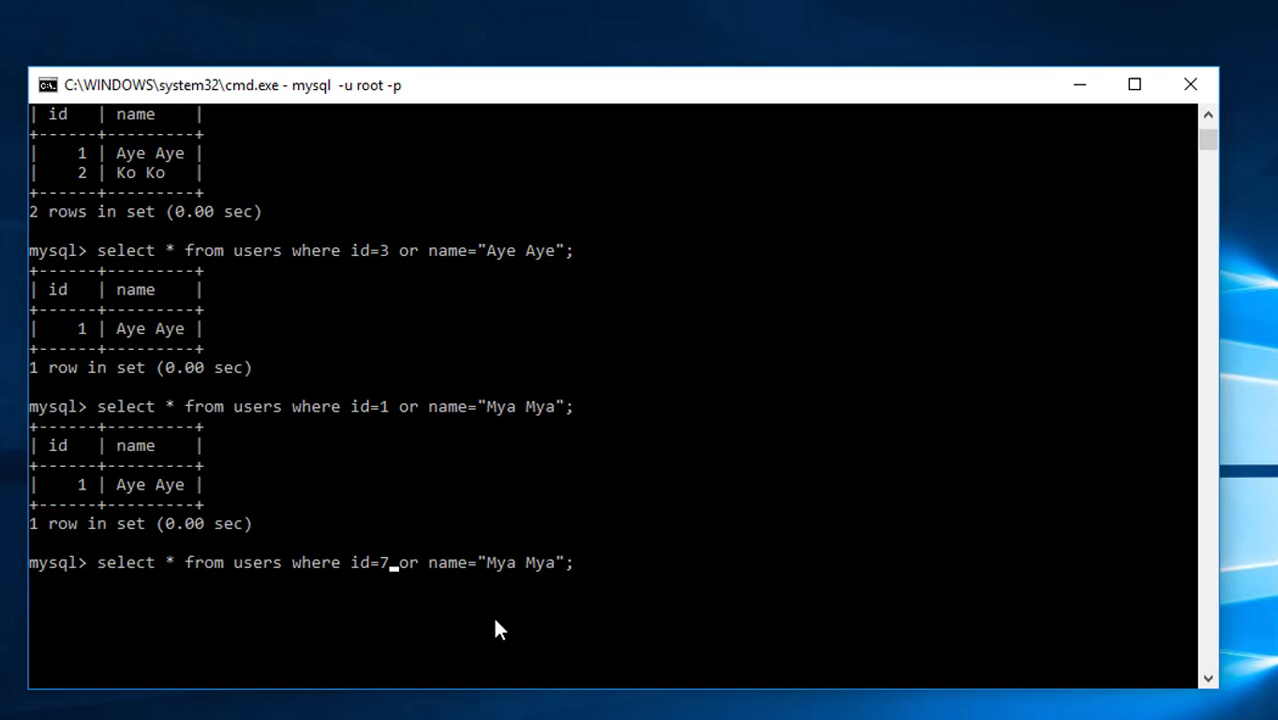 C:\WINDOWS\system32\cmd.exe - mysql  -u root -p
| id   | name    |
+------+---------+
|    1 | Aye Aye |
|    2 | Ko Ko   |
+------+---------+
2 rows in set (0.00 sec)
mysql> select * from users where id=3 or name="Aye Aye";
+------+---------+
| id   | name    |
+------+---------+
|    1 | Aye Aye |
+------+---------+
1 row in set (0.00 sec)
mysql> select * from users where id=1 or name="Mya Mya";
+------+---------+
| id   | name    |
+------+---------+
|    1 | Aye Aye |
+------+---------+
1 row in set (0.00 sec)
mysql> select * from users where id=7 or name="Mya Mya";